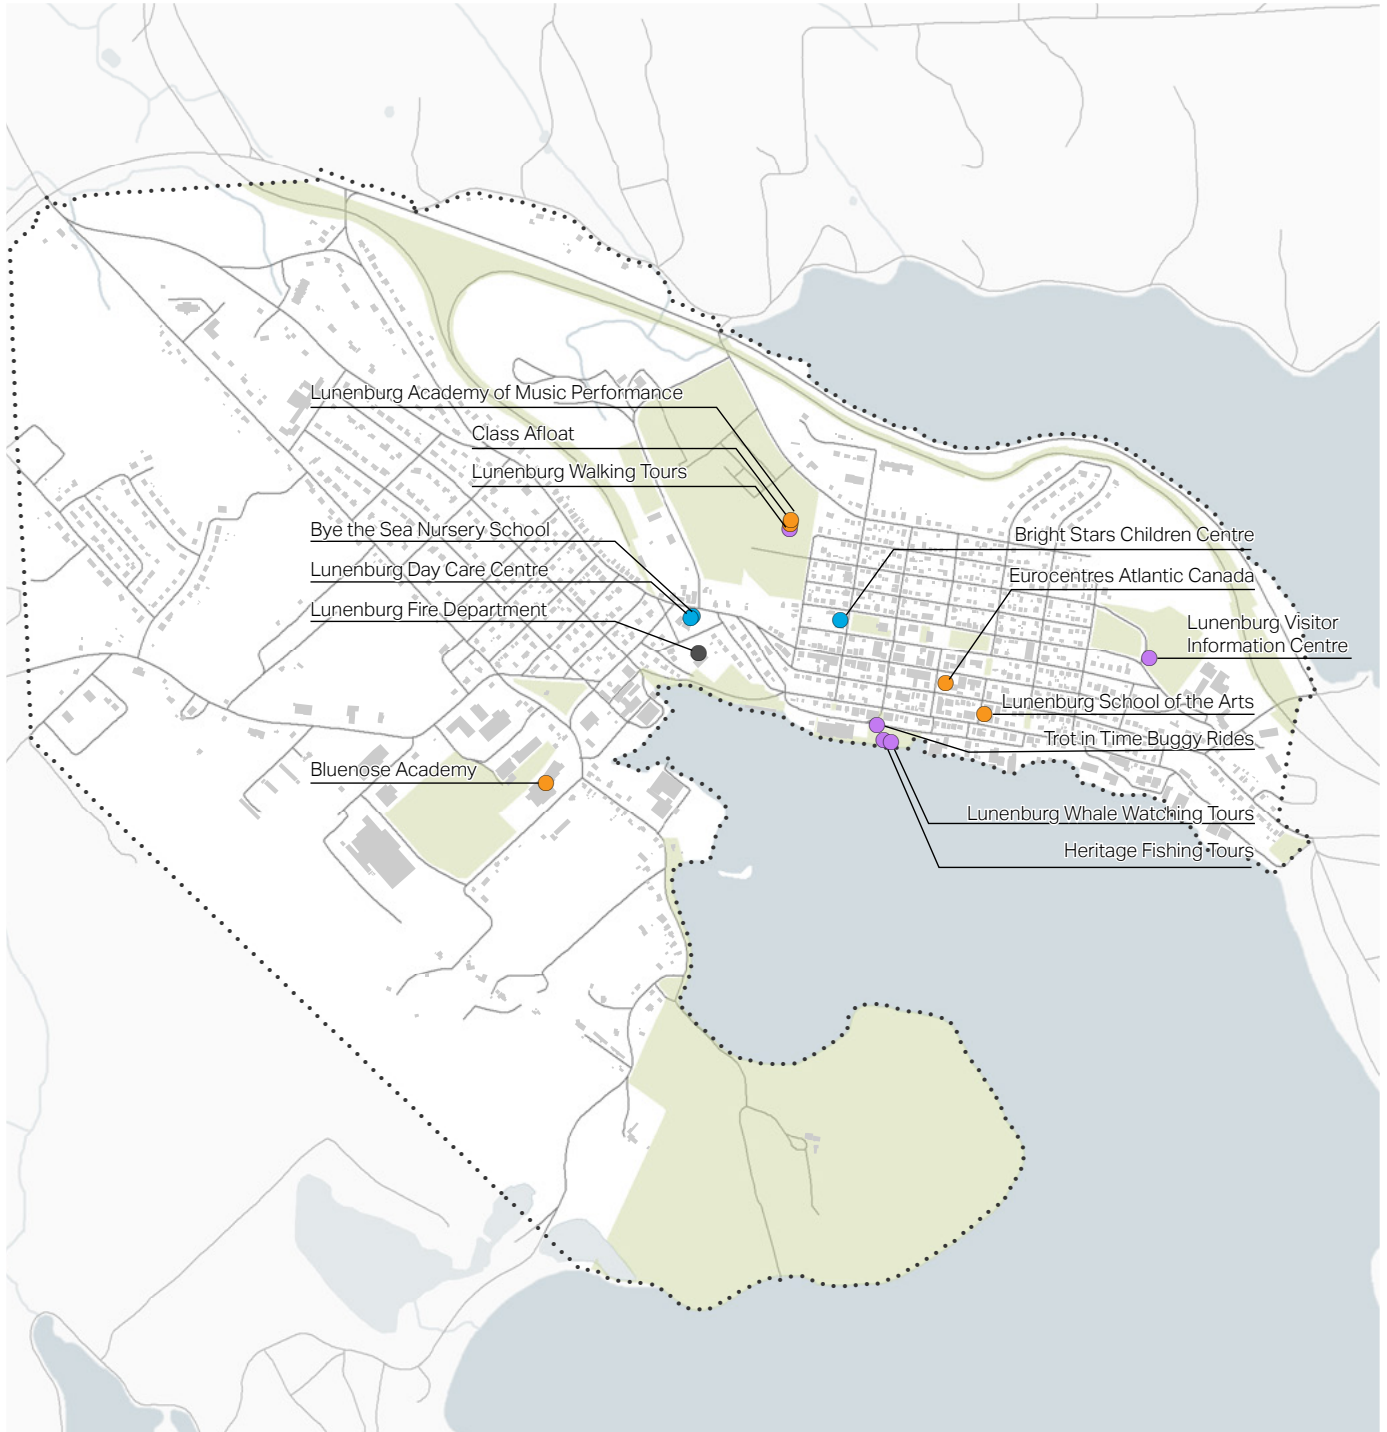 Lunenburg Academy of Music Performance
Class Afloat
Lunenburg Walking Tours
Bye the Sea Nursery School
Lunenburg Day Care Centre
Lunenburg Fire Department
Bluenose Academy
Bright Stars Children Centre
Eurocentres Atlantic Canada
Lunenburg Visitor
Information Centre
Lunenburg School of the Arts
Trot in Time Buggy Rides
Lunenburg Whale Watching Tours
Heritage Fishing Tours